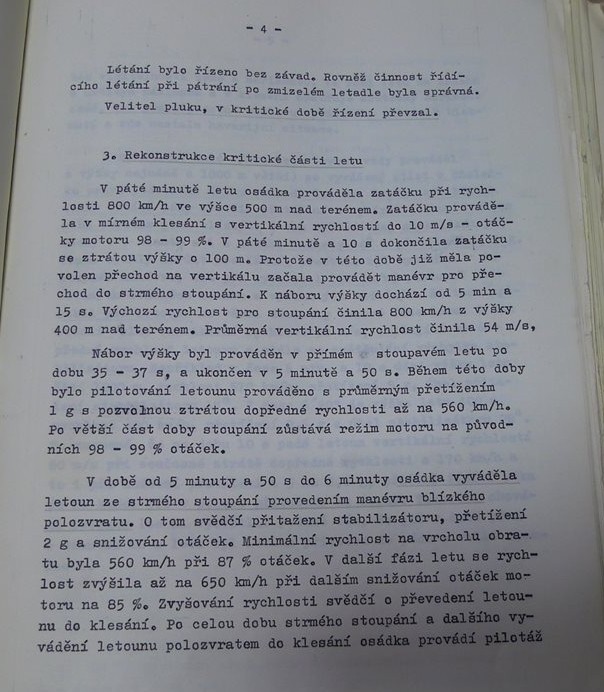 - 4 -
Létání bylo řízeno bez závad. Rovněž činnost řídí-
cího létání při pátrání po zmizelém letadle byla správná.
Velitel pluku, v kritické době řízení převzal.
3. Rekonstrukce kritické části letu
V páté minutě letu osádka prováděla zatáčku při rych-
losti 800 km/h ve výšce 500 m nad terénem. Zatáčku provádě-
la v mírném klesání s vertikální rychlostí do 10 m/s - otáč-
ky motoru 98 - 99 %. V páté minutě a 10 s dokončila zatáčku
se ztrátou výšky o 100 m. Protože v této době již měla po-
volen přechod na vertikálu začala provádět manévr pro pře-
chod do strmého stoupání. K náboru výšky dochází od 5 min a
15 s. Výchozí rychlost pro stoupání činila 800 km/h z výšky
400 m nad terénem. Průměrná vertikální rychlost činila 54 m/s,
Nábor výšky byl prováděn v přímém stoupavém letu po
dobu 35 - 37 s, a ukončen v 5 minutě a 50 s. Během této doby
bylo pilotování letounu prováděno s průměrným přetížením
1 g s pozvolnou ztrátou dopředné rychlosti až na 560 km/h.
Po větší část doby stoupání zůstává režim motoru na původ-
ních 98 - 99 % otáček.
V době od 5 minuty a 50 s do 6 minuty osádka vyváděla
letoun ze strmého stoupání provedením manévru blízkého
polozvratu. O tom svědčí přitažení stabilizátoru, přetížení
2 g a snižování otáček. Minimální rychlost na vrcholu obra-
tu byla 560 km/h při 87 % otáček. V další fázi letu se rych-
lost zvýšila až na 650 km/h při dalším snižování otáček mo-
toru na 85 %. Zvyšování rychlosti svědčí o převedení letou-
nu do klesání. Po celou dobu strmého stoupání a dalšího vy-
vádění letounu polozvratem do klesání osádka provádí pilotáž